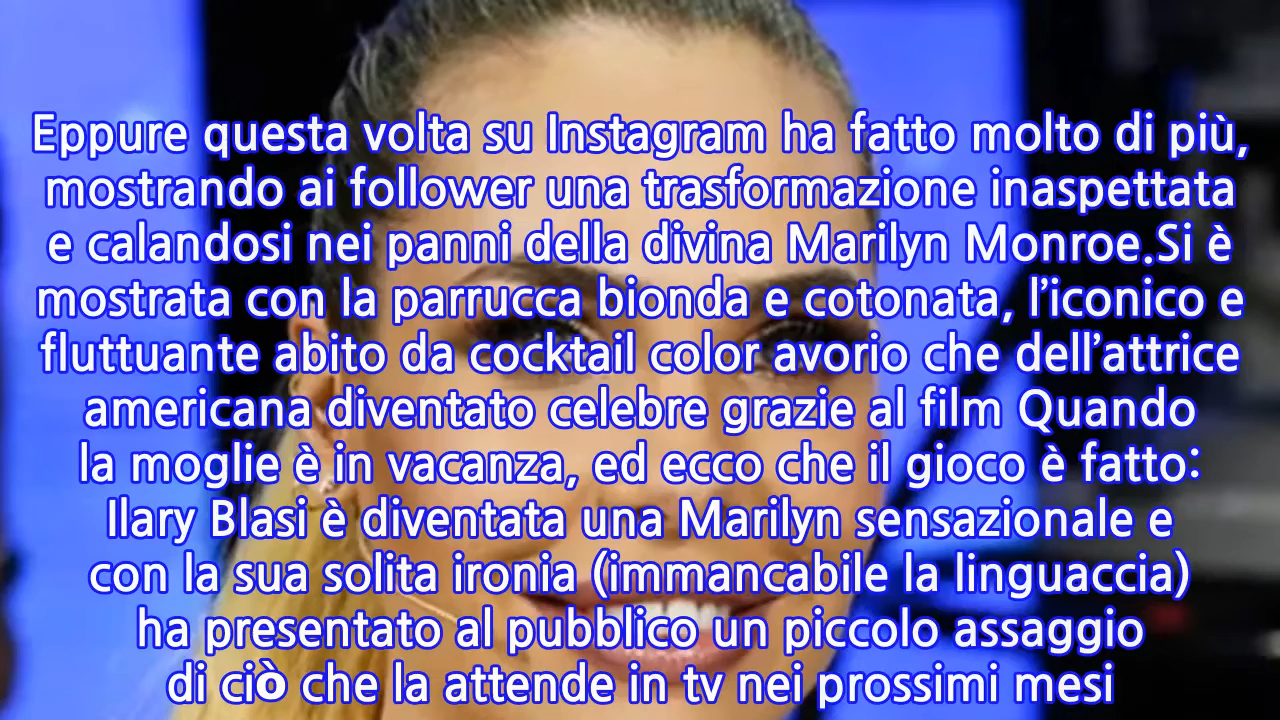 Eppure questa volta su Instagram ha fatto molto di più,
mostrando ai follower una trasformazione inaspettata
e calandosi nei panni della divina Marilyn Monroe.Si è
mostrata con la parrucca bionda e cotonata, l’iconico e
fluttuante abito da cocktail color avorio che dell’attrice
americana diventato celebre grazie al film Quando
la moglie è in vacanza, ed ecco che il gioco è fatto:
Ilary Blasi è diventata una Marilyn sensazionale e
con la sua solita ironia (immancabile la linguaccia)
ha presentato al pubblico un piccolo assaggio
di ciò che la attende in tv nei prossimi mesi